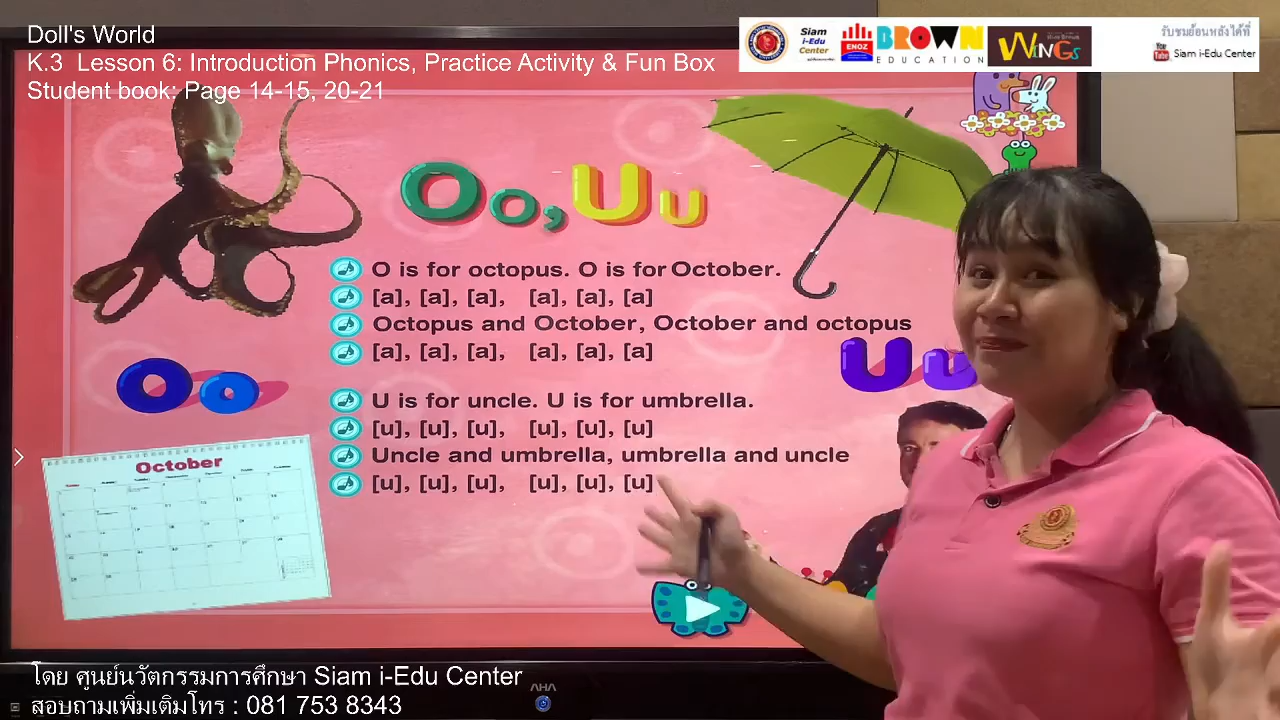 Doll's World
K.3 Lesson 6: Introduction Phonics, Practice Activity & Fun Box
Student book: Page 14-15, 20-21
Siam
i-Edu
Center
ENOZ
BROWN
EDUCATION
WiNGs
รับชมย้อนหลังได้ที่
You Tube Siam i-Edu Center
Oo, Uu
O is for octopus. O is for October.
[a], [a], [a], [a], [a], [a]
Octopus and October, October and octopus
[a], [a], [a], [a], [a], [a]
Oo
Uu
U is for uncle. U is for umbrella.
[u], [u], [u], [u], [u], [u]
Uncle and umbrella, umbrella and uncle
[u], [u], [u], [u], [u], [u]
October
โดย ศูนย์นวัตกรรมการศึกษา Siam i-Edu Center
สอบถามเพิ่มเติมโทร : 081 753 8343